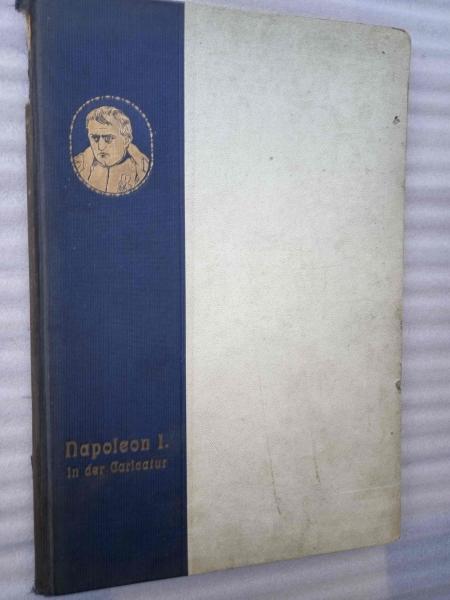 Napoleon I.
in der Caricatur